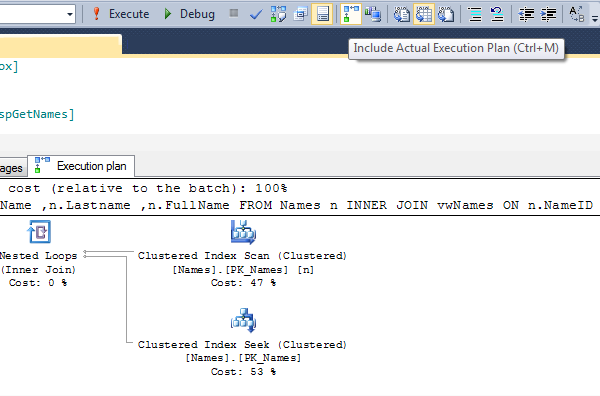 Execute Debug
Include Actual Execution Plan (Ctrl+M)
ox]
spGetNames]
ages Execution plan
cost (relative to the batch): 100%
Name ,n.Lastname ,n.FullName FROM Names n INNER JOIN vwNames ON n.NameID
Nested Loops
(Inner Join)
Cost: 0 %
Clustered Index Scan (Clustered)
[Names].[PK_Names] [n]
Cost: 47 %
Clustered Index Seek (Clustered)
[Names].[PK_Names]
Cost: 53 %